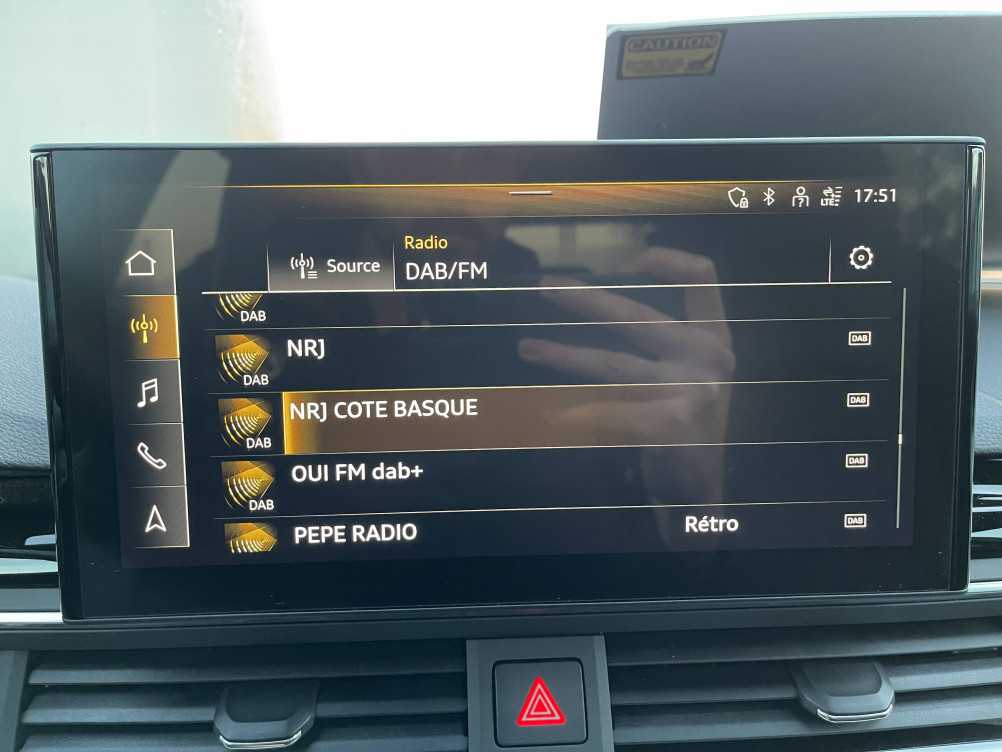 CAUTION
LTE
17:51
Source
Radio
DAB/FM
DAB
NRJ
DAB
DAB
NRJ COTE BASQUE
DAB
DAB
OUI FM dab+
DAB
DAB
PEPE RADIO
Rétro
DAB